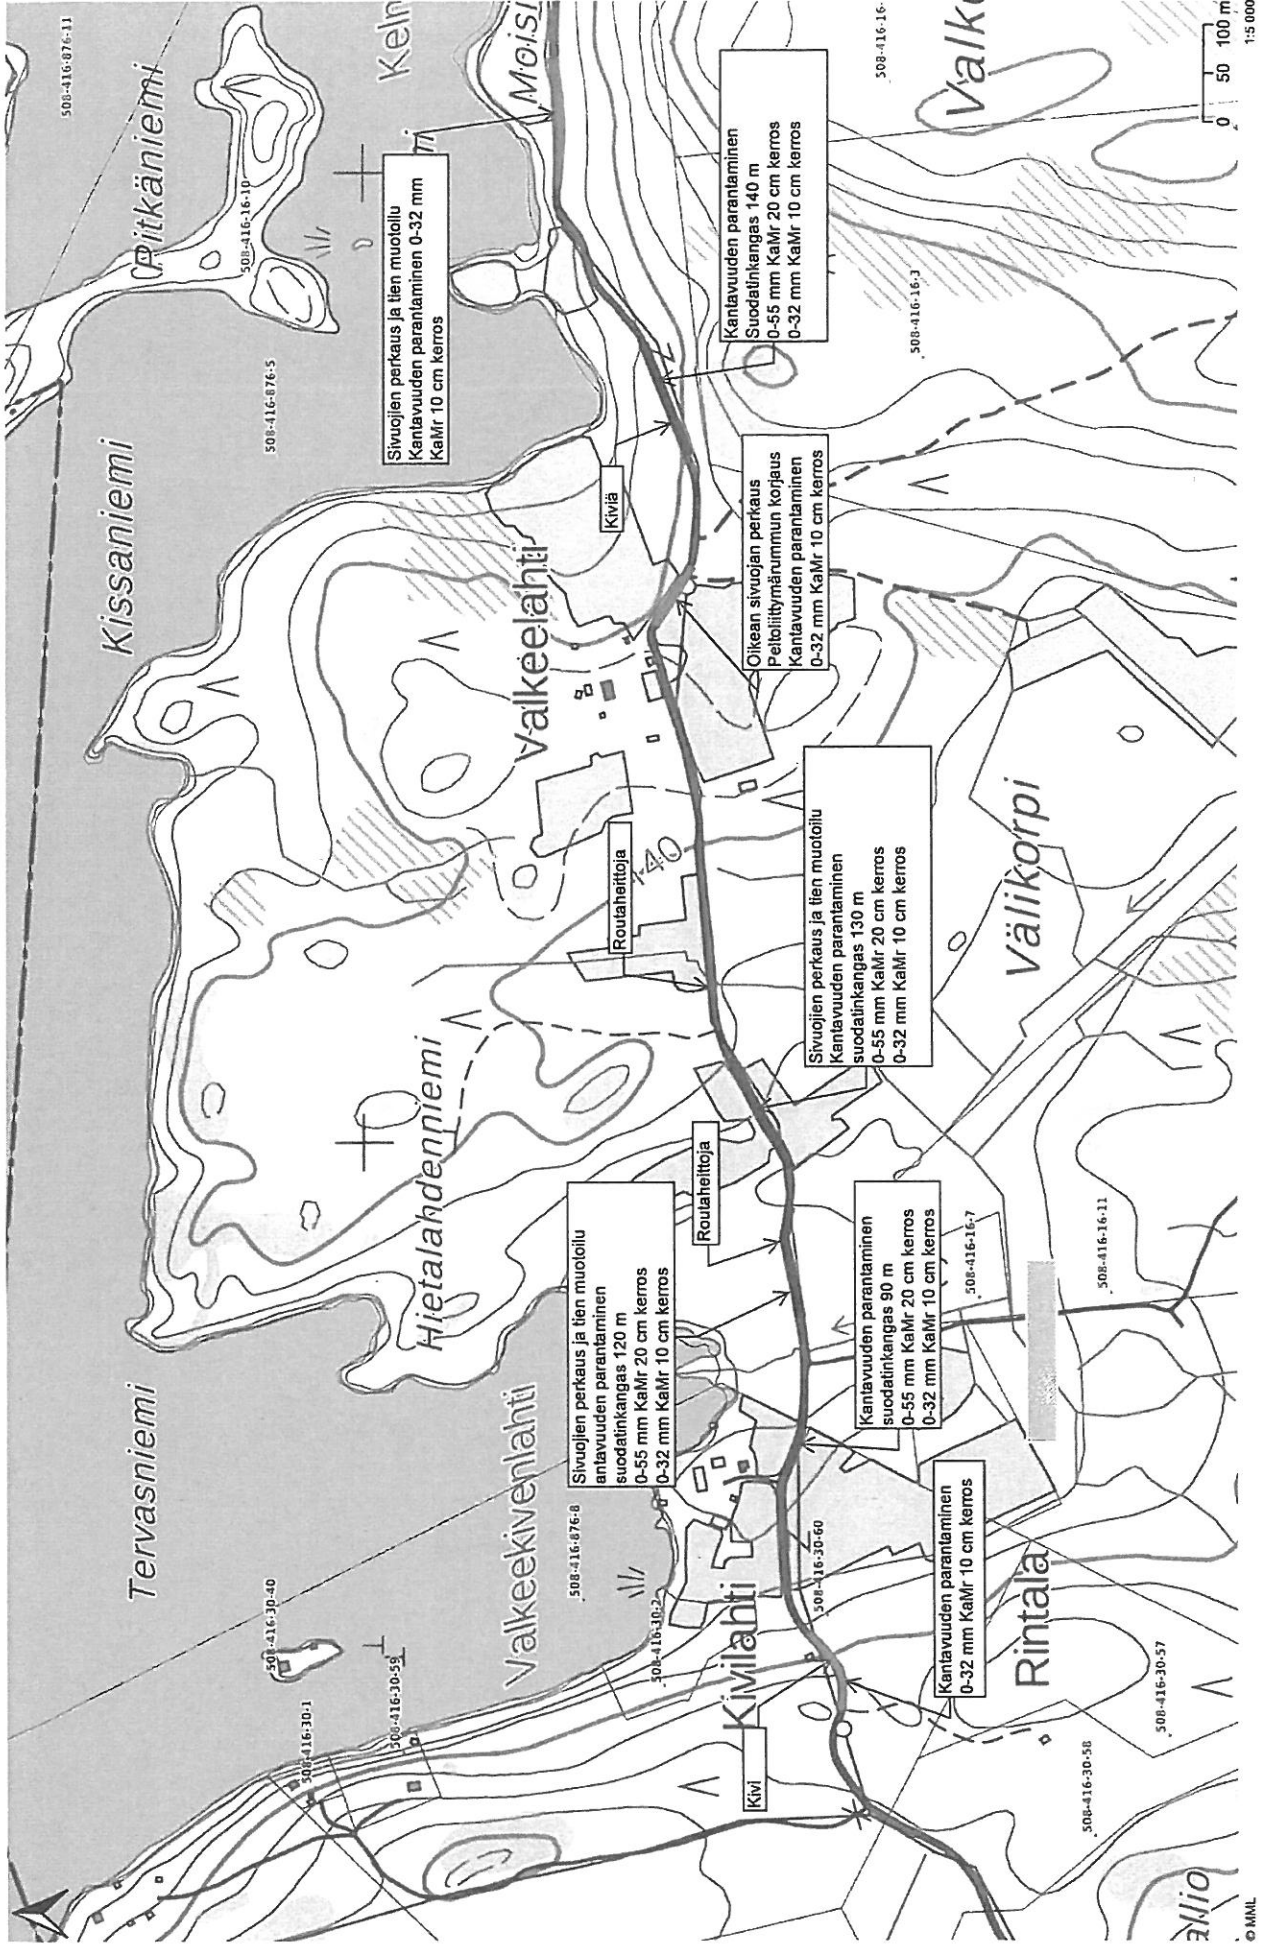 Tervasniemi
Kissaniemi
Pitkäniemi
508-416-876-11
508-416-30-40
508-416-30-1
508-416-30-59
508-416-876-5
508-416-16-10
Hietalahdenniemi
Valkeekivenlahti
508-416-876-8
508-416-30-2
Sivuojien perkaus ja tien muotoilu
Kantavuuden parantaminen 0-32 mm
KaMr 10 cm kerros
Valkeelahti
Kiviä
Routaheittoja
40
Sivuojien perkaus ja tien muotoilu
antavuuden parantaminen
suodatinkangas 120 m
0-55 mm KaMr 20 cm kerros
0-32 mm KaMr 10 cm kerros
Routaheittoja
Kivilahti
Kivi
508-416-30-60
Kantavuuden parantaminen
Suodatinkangas 140 m
0-55 mm KaMr 20 cm kerros
0-32 mm KaMr 10 cm kerros
Oikean sivuojan perkaus
Peltoliittymärummun korjaus
Kantavuuden parantaminen
0-32 mm KaMr 10 cm kerros
Sivuojien perkaus ja tien muotoilu
Kantavuuden parantaminen
suodatinkangas 130 m
0-55 mm KaMr 20 cm kerros
0-32 mm KaMr 10 cm kerros
Kantavuuden parantaminen
suodatinkangas 90 m
0-55 mm KaMr 20 cm kerros
0-32 mm KaMr 10 cm kerros
Kantavuuden parantaminen
0-32 mm KaMr 10 cm kerros
508-416-16-3
508-416-16-7
Välikorpi
Rintala
508-416-16-11
508-416-30-57
508-416-30-58
allio
© MML
0 50 100 m
1:5 000